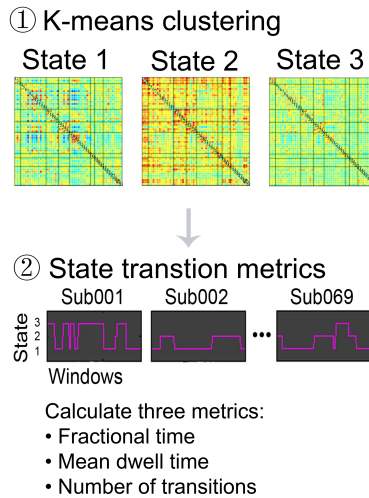 ① K-means clustering
State 1 State 2 State 3
② State transtion metrics
Sub001 Sub002 Sub069
State
3
2
1
•••
Windows
Calculate three metrics:
• Fractional time
• Mean dwell time
• Number of transitions